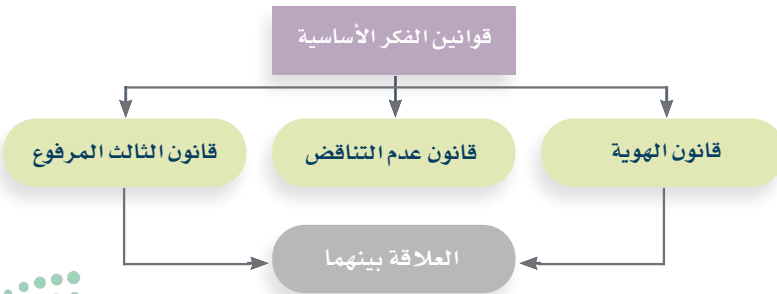 قوانين الفكر الأساسية
قانون الهوية
قانون عدم التناقض
قانون الثالث المرفوع
العلاقة بينهما